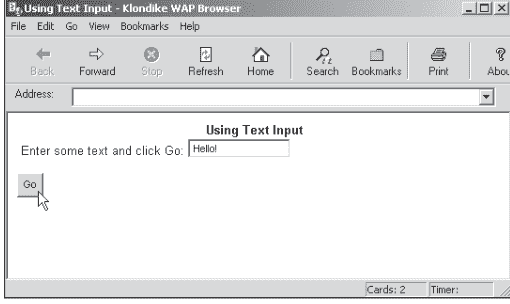 Using Text Input - Klondike WAP Browser
File Edit Go View Bookmarks Help
Back Forward Stop Refresh Home Search Bookmarks Print Abou
Address:
Using Text Input
Enter some text and click Go: Hello!
Go
Cards: 2 Timer: